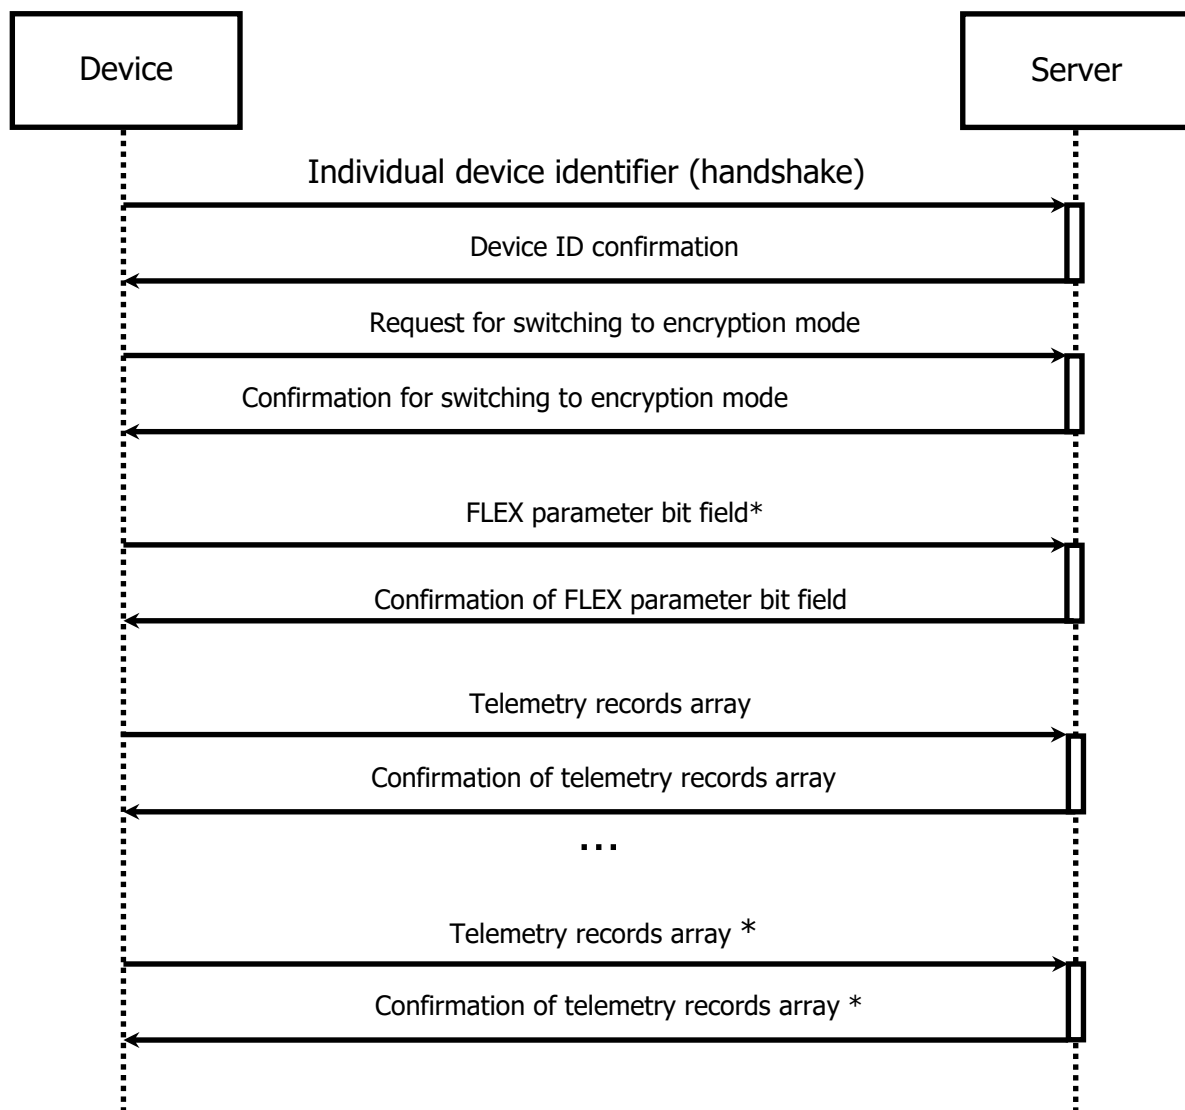 Device
Server
Individual device identifier (handshake)
Device ID confirmation
Request for switching to encryption mode
Confirmation for switching to encryption mode
FLEX parameter bit field*
Confirmation of FLEX parameter bit field
Telemetry records array
Confirmation of telemetry records array
...
Telemetry records array *
Confirmation of telemetry records array *